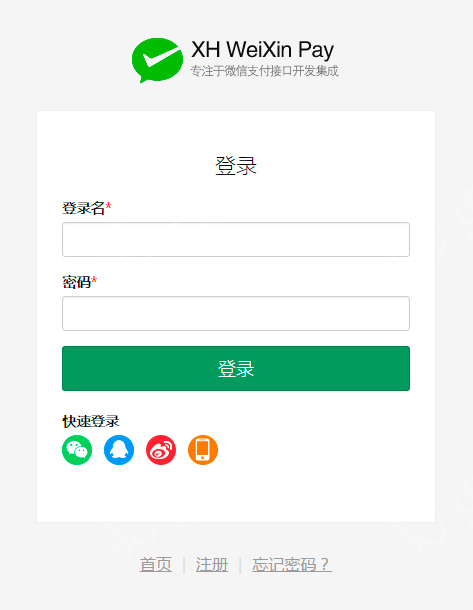 XH WeiXin Pay
专注于微信支付接口开发集成
登录
登录名*
密码*
登录
快速登录
首页 | 注册 | 忘记密码？